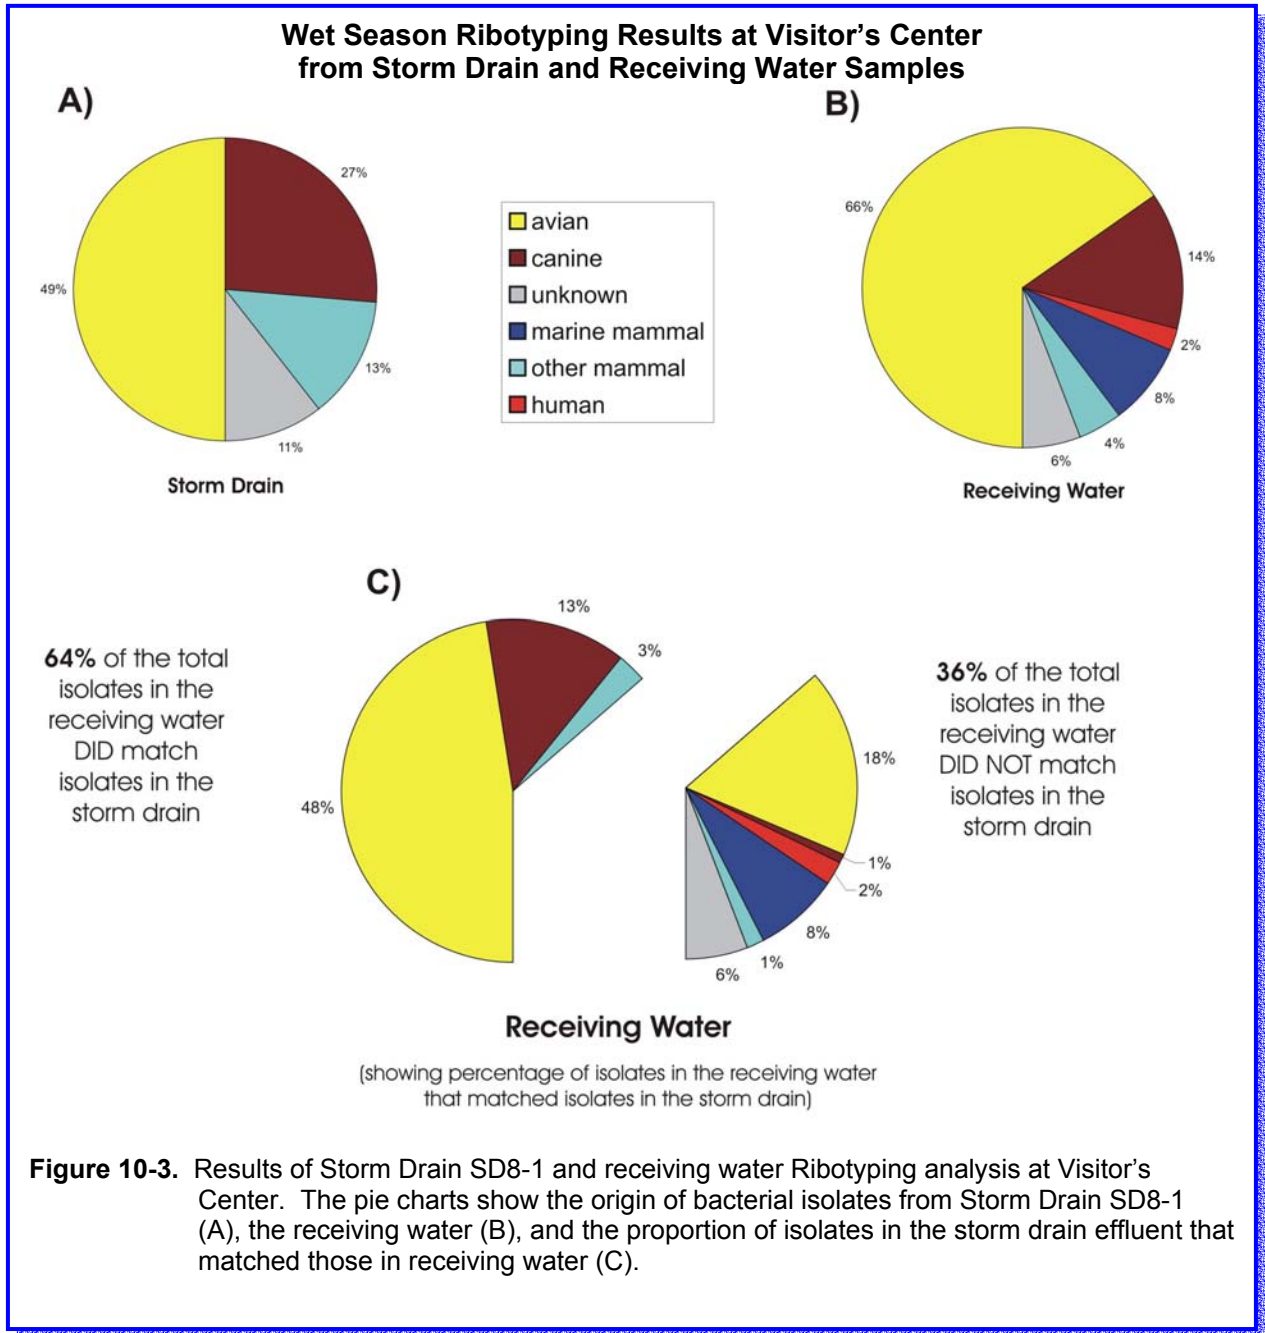 Wet Season Ribotyping Results at Visitor's Center
from Storm Drain and Receiving Water Samples
A)
27%
49%
13%
11%
Storm Drain
avian
canine
unknown
marine mammal
other mammal
human
B)
66%
14%
2%
8%
4%
6%
Receiving Water
C)
64% of the total
isolates in the
receiving water
DID match
isolates in the
storm drain
13%
3%
48%
18%
1%
2%
8%
1%
6%
36% of the total
isolates in the
receiving water
DID NOT match
isolates in the
storm drain
Receiving Water
(showing percentage of isolates in the receiving water
that matched isolates in the storm drain)
Figure 10-3. Results of Storm Drain SD8-1 and receiving water Ribotyping analysis at Visitor's
Center. The pie charts show the origin of bacterial isolates from Storm Drain SD8-1
(A), the receiving water (B), and the proportion of isolates in the storm drain effluent that
matched those in receiving water (C).